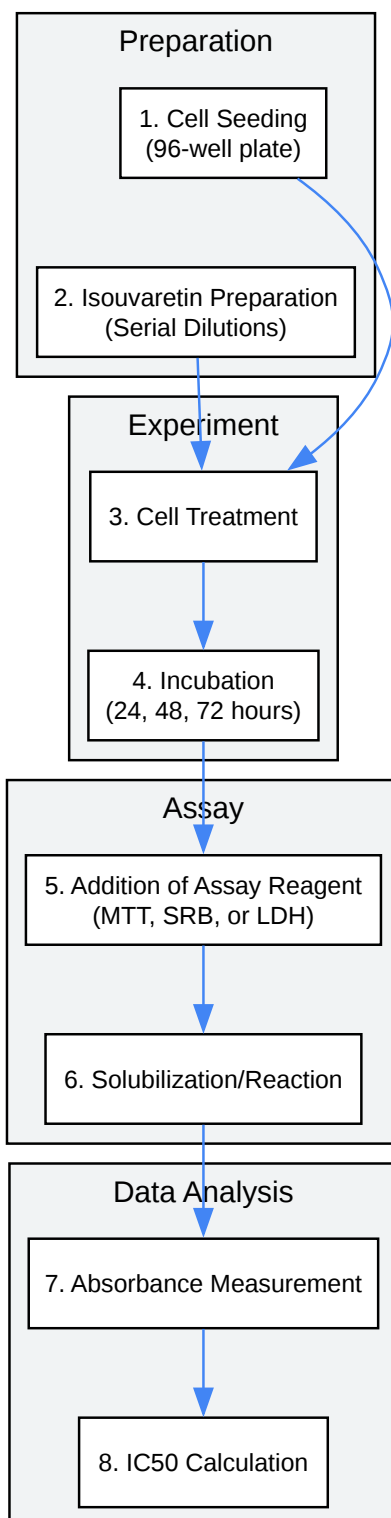 Preparation
1. Cell Seeding
(96-well plate)
2. Isouvaretin Preparation
(Serial Dilutions)
Experiment
3. Cell Treatment
4. Incubation
(24, 48, 72 hours)
Assay
5. Addition of Assay Reagent
(MTT, SRB, or LDH)
6. Solubilization/Reaction
Data Analysis
7. Absorbance Measurement
8. IC50 Calculation